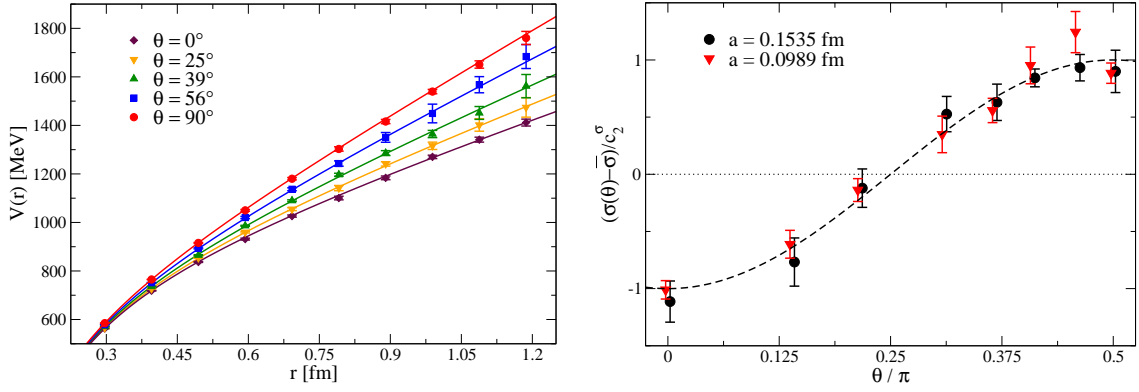 V(r) [MeV]
1800
1600
1400
1200
1000
800
600
θ = 0°
θ = 25°
θ = 39°
θ = 56°
θ = 90°
0.3 0.45 0.6 0.75 0.9 1.05 1.2
r [fm]
(σ(θ)-σ̅)/c₂^σ
1
0
-1
a = 0.1535 fm
a = 0.0989 fm
0 0.125 0.25 0.375 0.5
θ / π